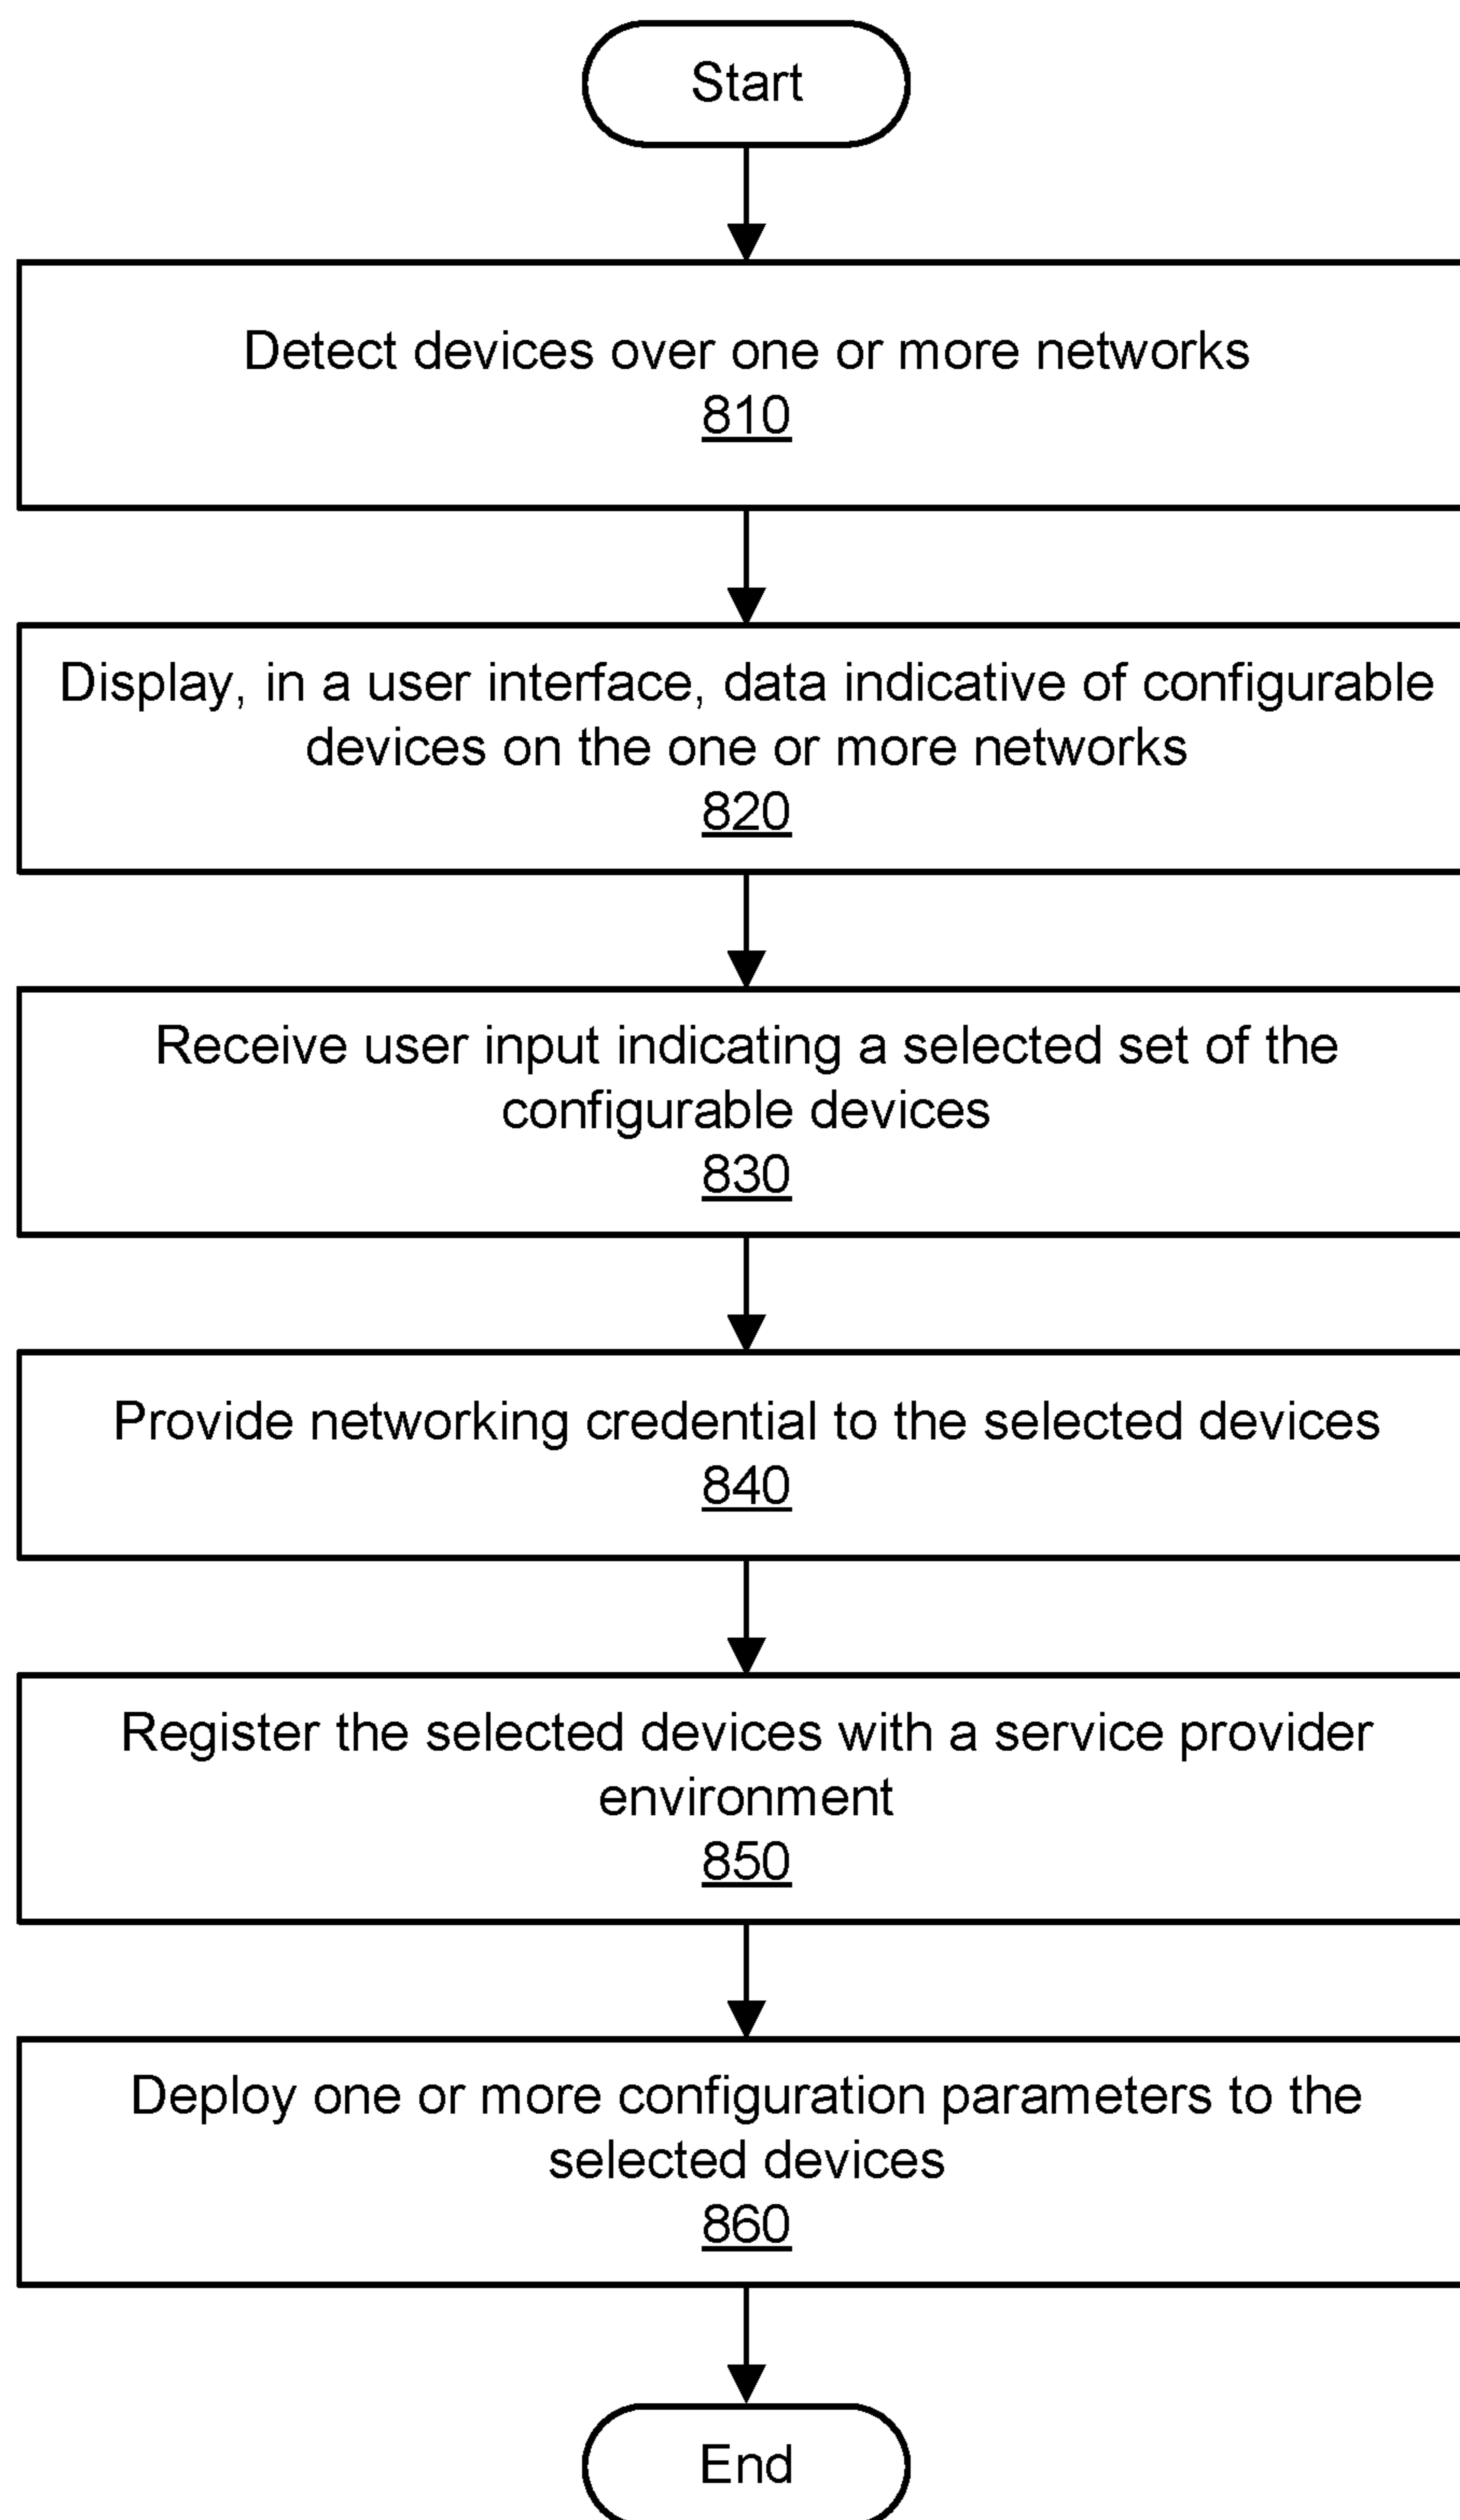 Start
Detect devices over one or more networks
810
Display, in a user interface, data indicative of configurable
devices on the one or more networks
820
Receive user input indicating a selected set of the
configurable devices
830
Provide networking credential to the selected devices
840
Register the selected devices with a service provider
environment
850
Deploy one or more configuration parameters to the
selected devices
860
End